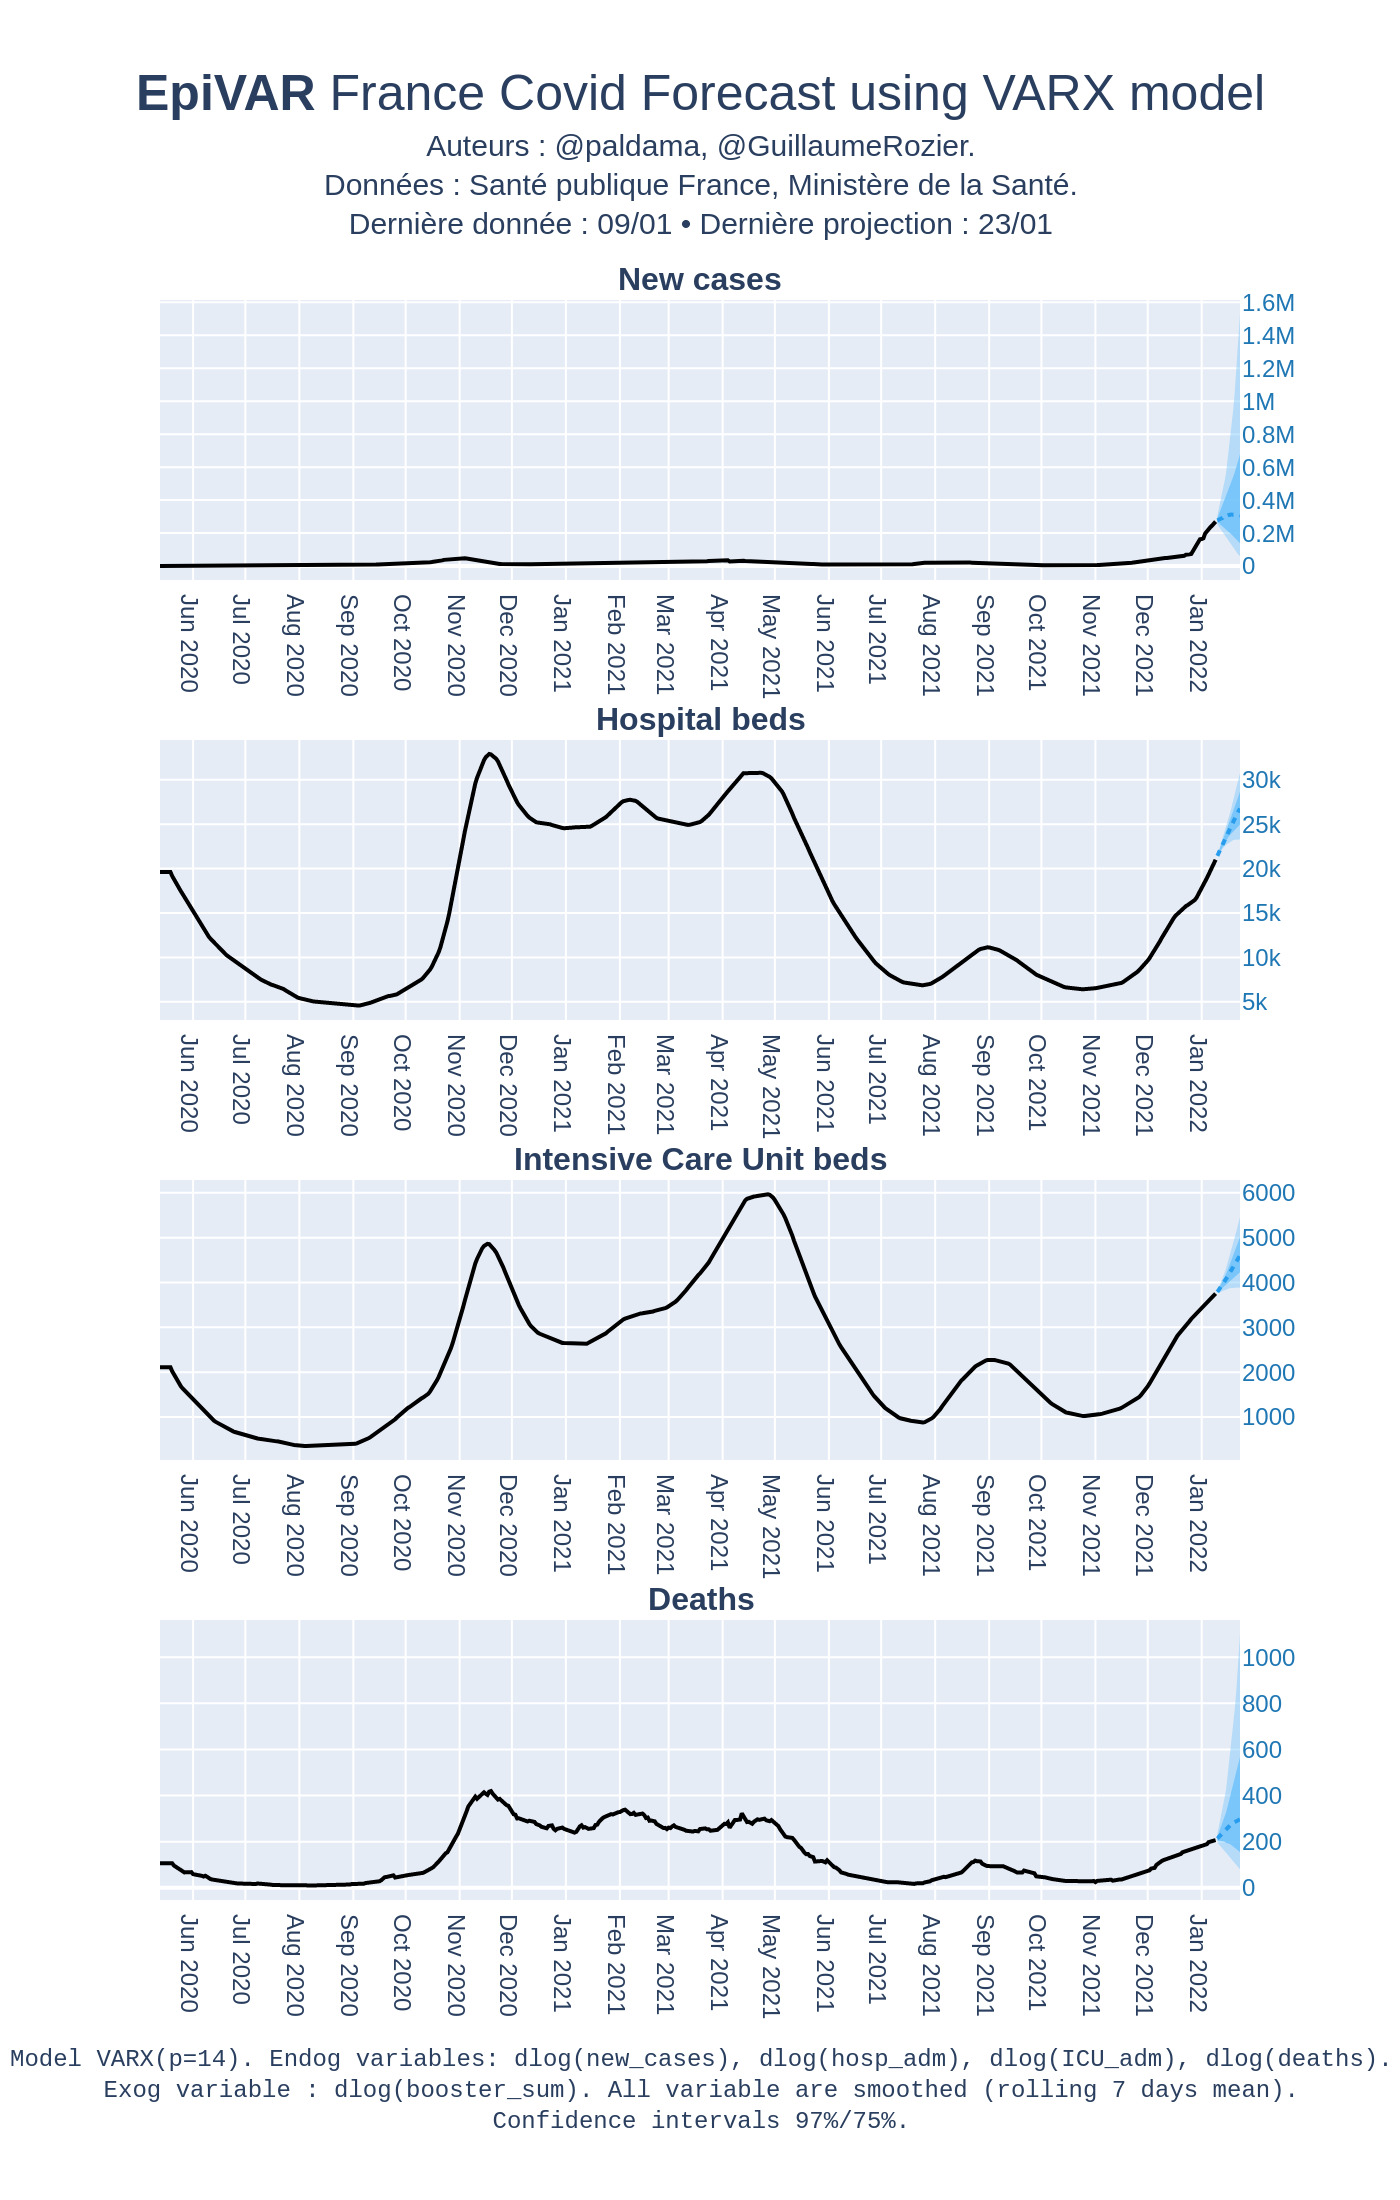 EpiVAR France Covid Forecast using VARX model
Auteurs : @paldama, @GuillaumeRozier.
Données : Santé publique France, Ministère de la Santé.
Dernière donnée : 09/01 • Dernière projection : 23/01
New cases
1.6M
1.4M
1.2M
1M
0.8M
0.6M
0.4M
0.2M
0
Jun 2020
Jul 2020
Aug 2020
Sep 2020
Oct 2020
Nov 2020
Dec 2020
Jan 2021
Feb 2021
Mar 2021
Apr 2021
May 2021
Jun 2021
Jul 2021
Aug 2021
Sep 2021
Oct 2021
Nov 2021
Dec 2021
Jan 2022
Hospital beds
30k
25k
20k
15k
10k
5k
Jun 2020
Jul 2020
Aug 2020
Sep 2020
Oct 2020
Nov 2020
Dec 2020
Jan 2021
Feb 2021
Mar 2021
Apr 2021
May 2021
Jun 2021
Jul 2021
Aug 2021
Sep 2021
Oct 2021
Nov 2021
Dec 2021
Jan 2022
Intensive Care Unit beds
6000
5000
4000
3000
2000
1000
Jun 2020
Jul 2020
Aug 2020
Sep 2020
Oct 2020
Nov 2020
Dec 2020
Jan 2021
Feb 2021
Mar 2021
Apr 2021
May 2021
Jun 2021
Jul 2021
Aug 2021
Sep 2021
Oct 2021
Nov 2021
Dec 2021
Jan 2022
Deaths
1000
800
600
400
200
0
Jun 2020
Jul 2020
Aug 2020
Sep 2020
Oct 2020
Nov 2020
Dec 2020
Jan 2021
Feb 2021
Mar 2021
Apr 2021
May 2021
Jun 2021
Jul 2021
Aug 2021
Sep 2021
Oct 2021
Nov 2021
Dec 2021
Jan 2022
Model VARX(p=14). Endog variables: dlog(new_cases), dlog(hosp_adm), dlog(ICU_adm), dlog(deaths).
Exog variable : dlog(booster_sum). All variable are smoothed (rolling 7 days mean).
Confidence intervals 97%/75%.